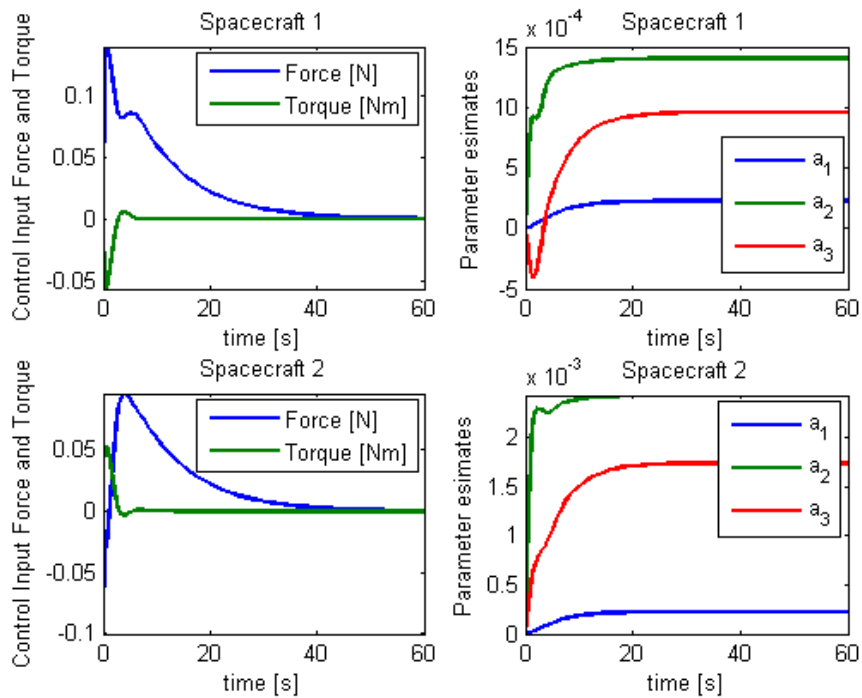 Spacecraft 1
Control Input Force and Torque
0.1
0.05
0
-0.05
Force [N]
Torque [Nm]
0 20 40 60
time [s]
Spacecraft 1
x 10-4
Parameter esimates
15
10
5
0
-5
a1
a2
a3
0 20 40 60
time [s]
Spacecraft 2
Control Input Force and Torque
0.05
0
-0.05
-0.1
Force [N]
Torque [Nm]
0 20 40 60
time [s]
Spacecraft 2
x 10-3
Parameter esimates
2
1.5
1
0.5
0
a1
a2
a3
0 20 40 60
time [s]